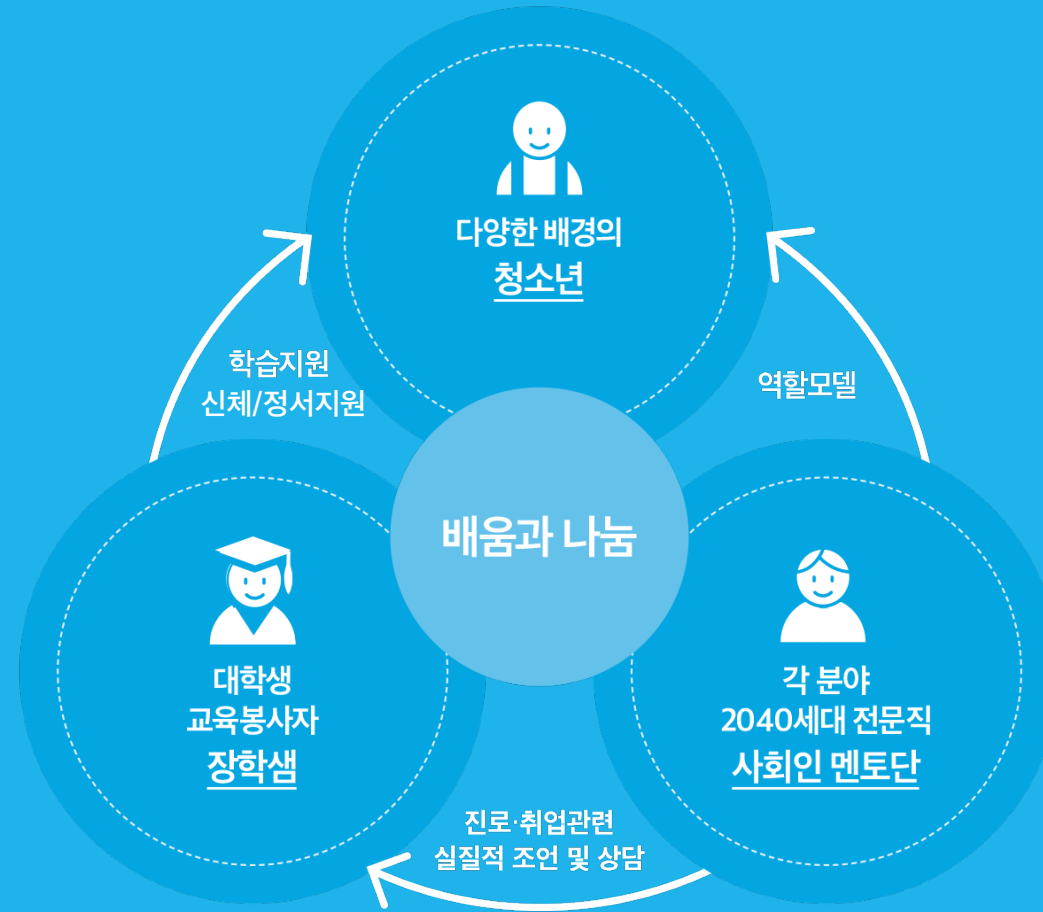 다양한 배경의
청소년
학습지원
신체/정서지원
역할모델
배움과 나눔
대학생
교육봉사자
장학샘
각 분야
2040세대 전문직
사회인 멘토단
진로·취업관련
실질적 조언 및 상담